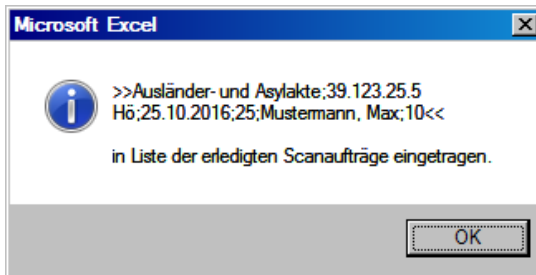 Microsoft Excel
>>Ausländer- und Asylakte;39.123.25.5
Hö;25.10.2016;25;Mustermann, Max;10<<
in Liste der erledigten Scanaufträge eingetragen.
OK